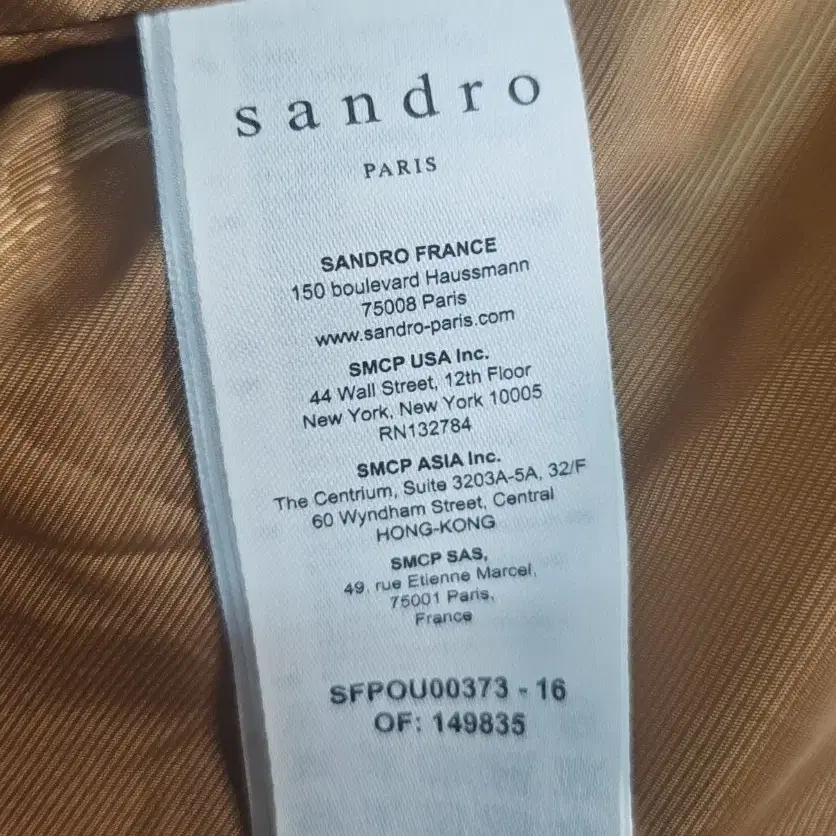 sandro
PARIS
SANDRO FRANCE
150 boulevard Haussmann
75008 Paris
www.sandro-paris.com
SMCP USA Inc.
44 Wall Street, 12th Floor
New York, New York 10005
RN132784
SMCP ASIA Inc.
The Centrium, Suite 3203A-5A, 32/F
60 Wyndham Street, Central
HONG-KONG
SMCP SAS,
49, rue Etienne Marcel,
75001 Paris,
France
SFPOU00373 - 16
OF: 149835